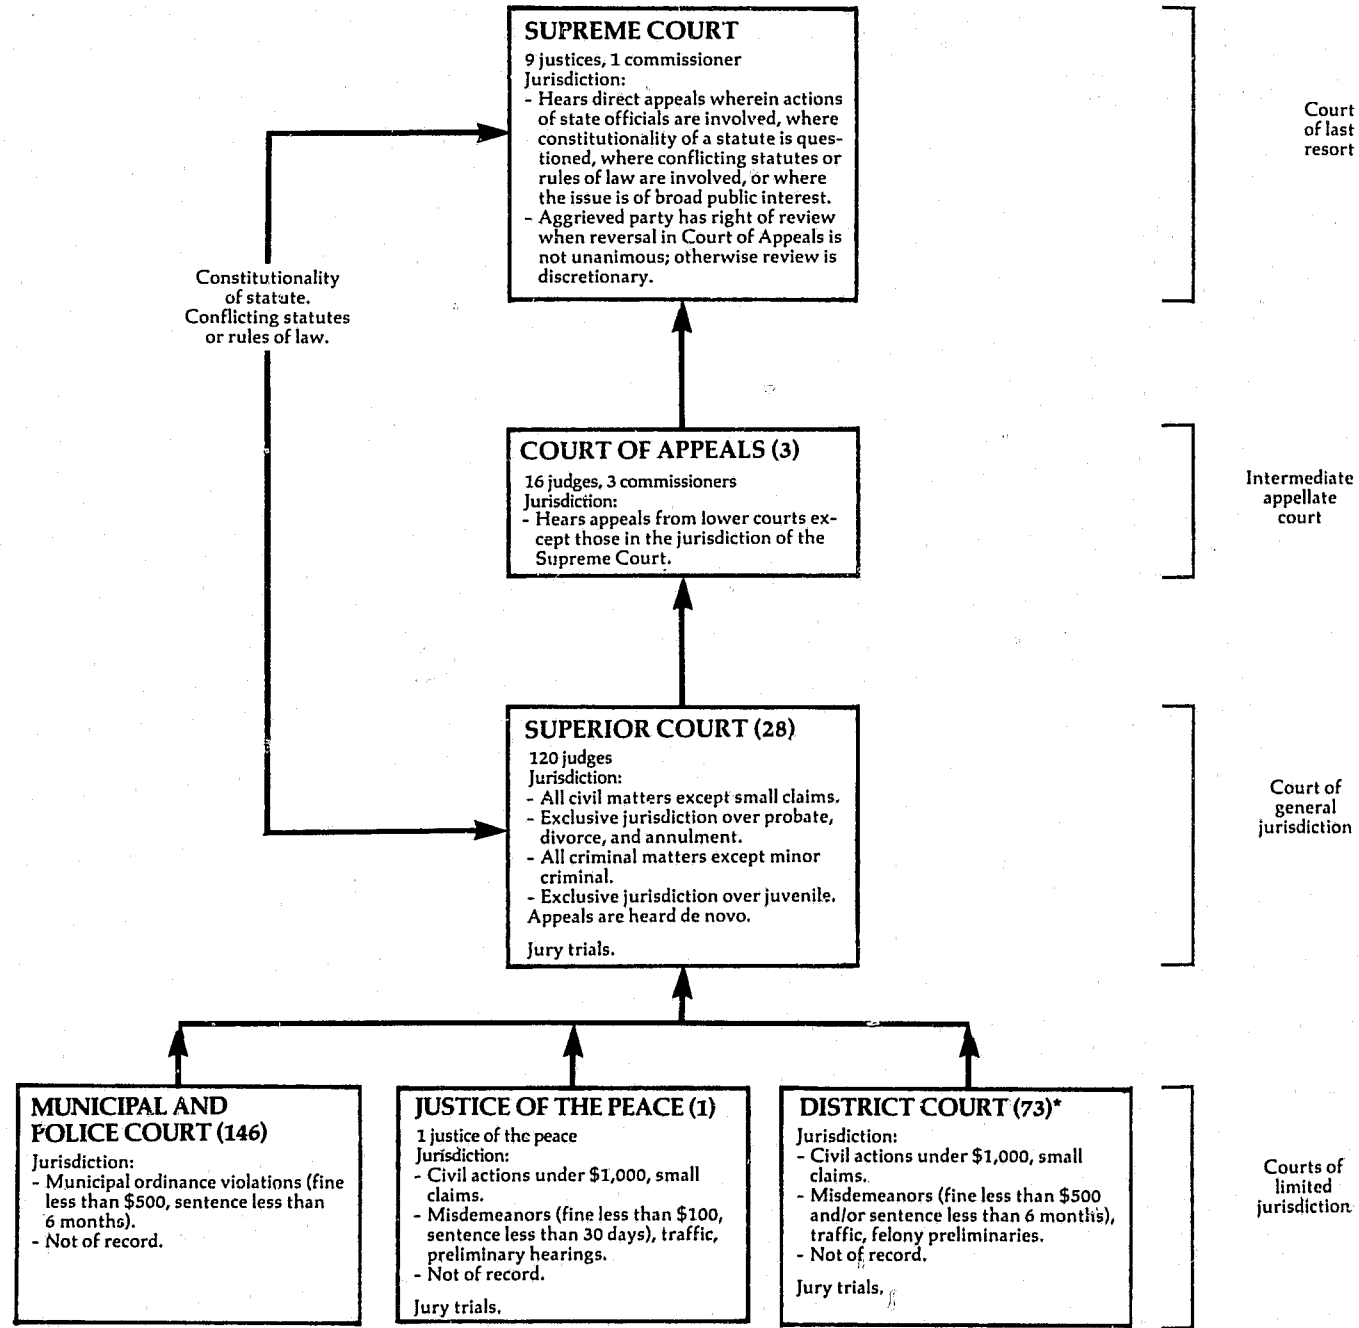 SUPREME COURT
9 justices, 1 commissioner
Jurisdiction:
- Hears direct appeals wherein actions
of state officials are involved, where
constitutionality of a statute is ques-
tioned, where conflicting statutes or
rules of law are involved, or where
the issue is of broad public interest.
- Aggrieved party has right of review
when reversal in Court of Appeals is
not unanimous; otherwise review is
discretionary.
Court
of last
resort
Constitutionality
of statute.
Conflicting statutes
or rules of law.
COURT OF APPEALS (3)
16 judges, 3 commissioners
Jurisdiction:
- Hears appeals from lower courts ex-
cept those in the jurisdiction of the
Supreme Court.
Intermediate
appellate
court
SUPERIOR COURT (28)
120 judges
Jurisdiction:
- All civil matters except small claims.
- Exclusive jurisdiction over probate,
divorce, and annulment.
- All criminal matters except minor
criminal.
- Exclusive jurisdiction over juvenile.
Appeals are heard de novo.
Jury trials.
Court of
general
jurisdiction
MUNICIPAL AND
POLICE COURT (146)
Jurisdiction:
- Municipal ordinance violations (fine
less than $500, sentence less than
6 months).
- Not of record.
JUSTICE OF THE PEACE (1)
1 justice of the peace
Jurisdiction:
- Civil actions under $1,000, small
claims.
- Misdemeanors (fine less than $100,
sentence less than 30 days), traffic,
preliminary hearings.
- Not of record.
Jury trials.
DISTRICT COURT (73)*
Jurisdiction:
- Civil actions under $1,000, small
claims.
- Misdemeanors (fine less than $500
and/or sentence less than 6 months),
traffic, felony preliminaries.
- Not of record.
Jury trials.
Courts of
limited
jurisdiction